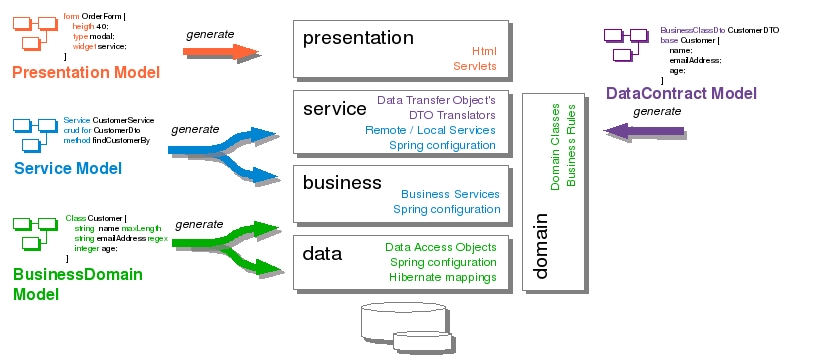 form OrderForm [
heigth 40;
type modal;
widget service;
]
Presentation Model
generate
presentation
Html
Servlets
BusinessClassDto CustomerDTO
base Customer [
name;
emailAddress;
age;
]
DataContract Model
generate
Service CustomerService
crud for CustomerDto
method findCustomerBy
Service Model
generate
service
Data Transfer Object's
DTO Translators
Remote / Local Services
Spring configuration
business
Business Services
Spring configuration
Class Customer [
string name maxLength
string emailAddress regex
integer age;
]
BusinessDomain
Model
generate
data
Data Access Objects
Spring configuration
Hibernate mappings
domain
Domain Classes
Business Rules